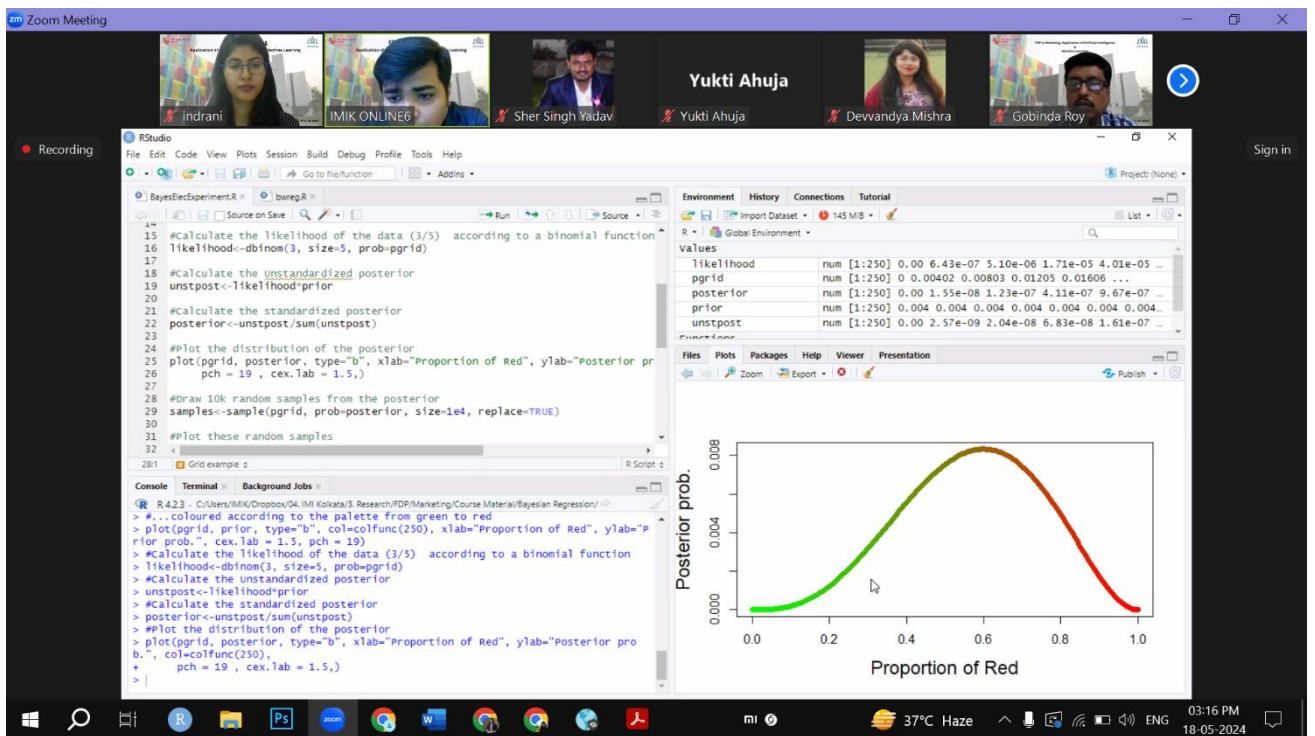 Zoom Meeting
indrani
IMIK ONLINE6
Sher Singh Yadav
Yukti Ahuja
Yukti Ahuja
Devvandya Mishra
Gobinda Roy
Recording
Sign in
RStudio
File Edit Code View Plots Session Build Debug Profile Tools Help
Go to file/function
Addins
Project: (None)
BayesElecExperiment.R
bwreg.R
Source on Save
Run
Source
14
15 #Calculate the likelihood of the data (3/5)  according to a binomial function
16 likelihood<-dbinom(3, size=5, prob=pgrid)
17
18 #Calculate the Unstandardized posterior
19 unstpost<-likelihood*prior
20
21 #Calculate the standardized posterior
22 posterior<-unstpost/sum(unstpost)
23
24 #Plot the distribution of the posterior
25 plot(pgrid, posterior, type="b", xlab="Proportion of Red", ylab="Posterior pr
26 pch = 19 , cex.lab = 1.5,)
27
28 #Draw 10k random samples from the posterior
29 samples<-sample(pgrid, prob=posterior, size=1e4, replace=TRUE)
30
31 #Plot these random samples
32
28:1 Grid example
R Script
Console Terminal Background Jobs
R 4.2.3 · C:/Users/IMIK/Dropbox/04. IMI Kolkata/3. Research/FDP/Marketing/Course Material/Bayesian Regression/
> #...coloured according to the palette from green to red
> plot(pgrid, prior, type="b", col=colfunc(250), xlab="Proportion of Red", ylab="P
rior prob.", cex.lab = 1.5, pch = 19)
> #Calculate the likelihood of the data (3/5)  according to a binomial function
> likelihood<-dbinom(3, size=5, prob=pgrid)
> #Calculate the Unstandardized posterior
> unstpost<-likelihood*prior
> #Calculate the standardized posterior
> posterior<-unstpost/sum(unstpost)
> #Plot the distribution of the posterior
> plot(pgrid, posterior, type="b", xlab="Proportion of Red", ylab="Posterior pro
b.", col=colfunc(250),
+ pch = 19 , cex.lab = 1.5,)
>
Environment History Connections Tutorial
Import Dataset
145 MiB
List
R
Global Environment
Values
likelihood num [1:250] 0.00 6.43e-07 5.10e-06 1.71e-05 4.01e-05 ...
pgrid num [1:250] 0 0.00402 0.00803 0.01205 0.01606 ...
posterior num [1:250] 0.00 1.55e-08 1.23e-07 4.11e-07 9.67e-07 ...
prior num [1:250] 0.004 0.004 0.004 0.004 0.004 0.004 0.004...
unstpost num [1:250] 0.00 2.57e-09 2.04e-08 6.83e-08 1.61e-07 ...
Functions
Files Plots Packages Help Viewer Presentation
Zoom
Export
Publish
Posterior prob.
0.008
0.004
0.000
0.0 0.2 0.4 0.6 0.8 1.0
Proportion of Red
37°C Haze
ENG
03:16 PM
18-05-2024